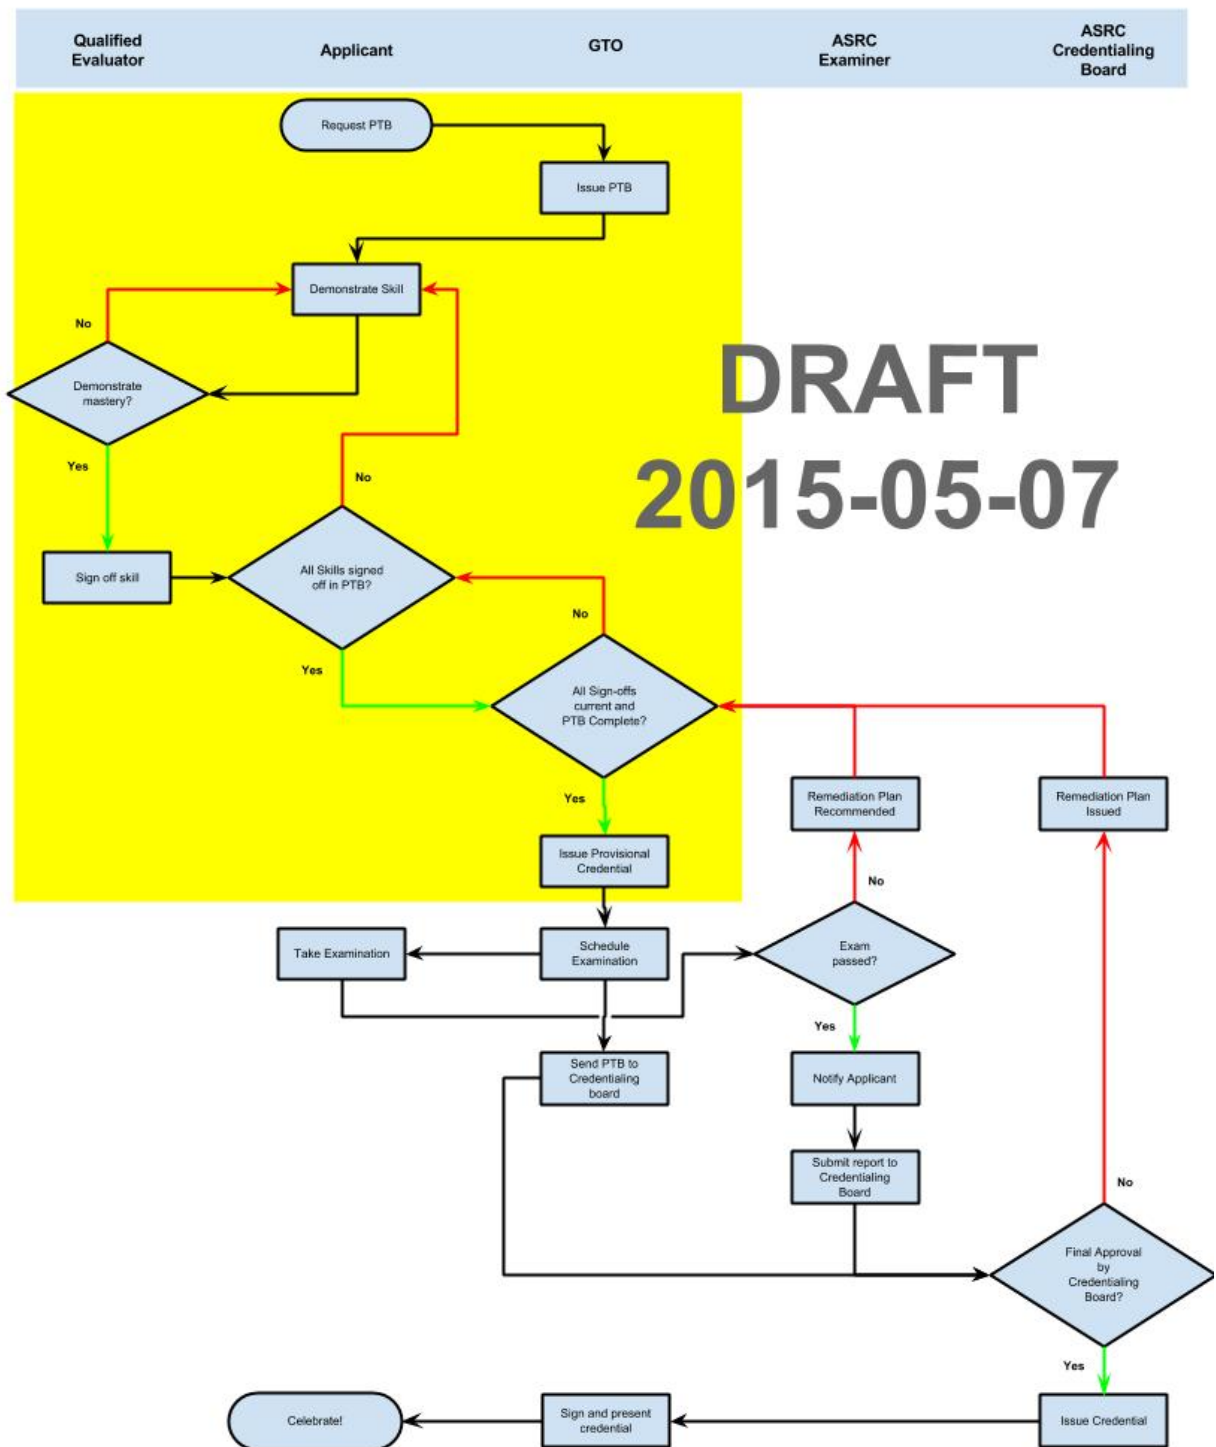 Qualified
Evaluator
Applicant
GTO
ASRC
Examiner
ASRC
Credentialing
Board
Request PTB
Issue PTB
Demonstrate Skill
No
Demonstrate
mastery?
DRAFT
2015-05-07
Yes
No
Sign off skill
All Skills signed
off in PTB?
No
Yes
All Sign-offs
current and
PTB Complete?
Yes
Remediation Plan
Recommended
Remediation Plan
Issued
Issue Provisional
Credential
No
Take Examination
Schedule
Examination
Exam
passed?
Yes
Send PTB to
Credentialing
board
Notify Applicant
Submit report to
Credentialing
Board
No
Final Approval
by
Credentialing
Board?
Yes
Celebrate!
Sign and present
credential
Issue Credential